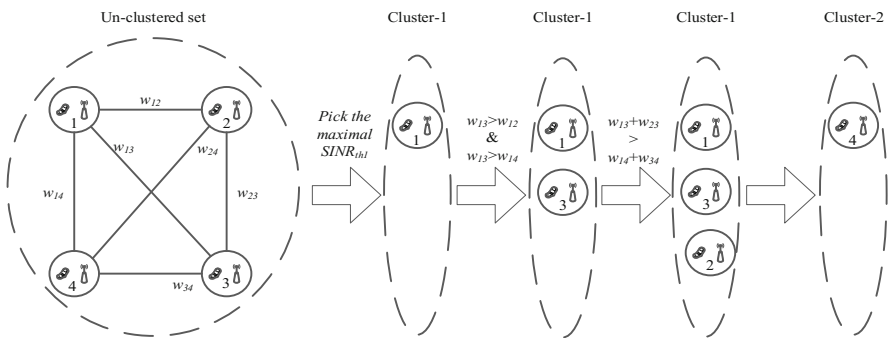 Un-clustered set
Cluster-1
Cluster-1
Cluster-1
Cluster-2
1
w12
2
w13
w24
w14
w23
4
w34
3
Pick the
maximal
SINRth1
1
w13>w12
&
w13>w14
1
3
w13+w23
>
w14+w34
1
3
2
4